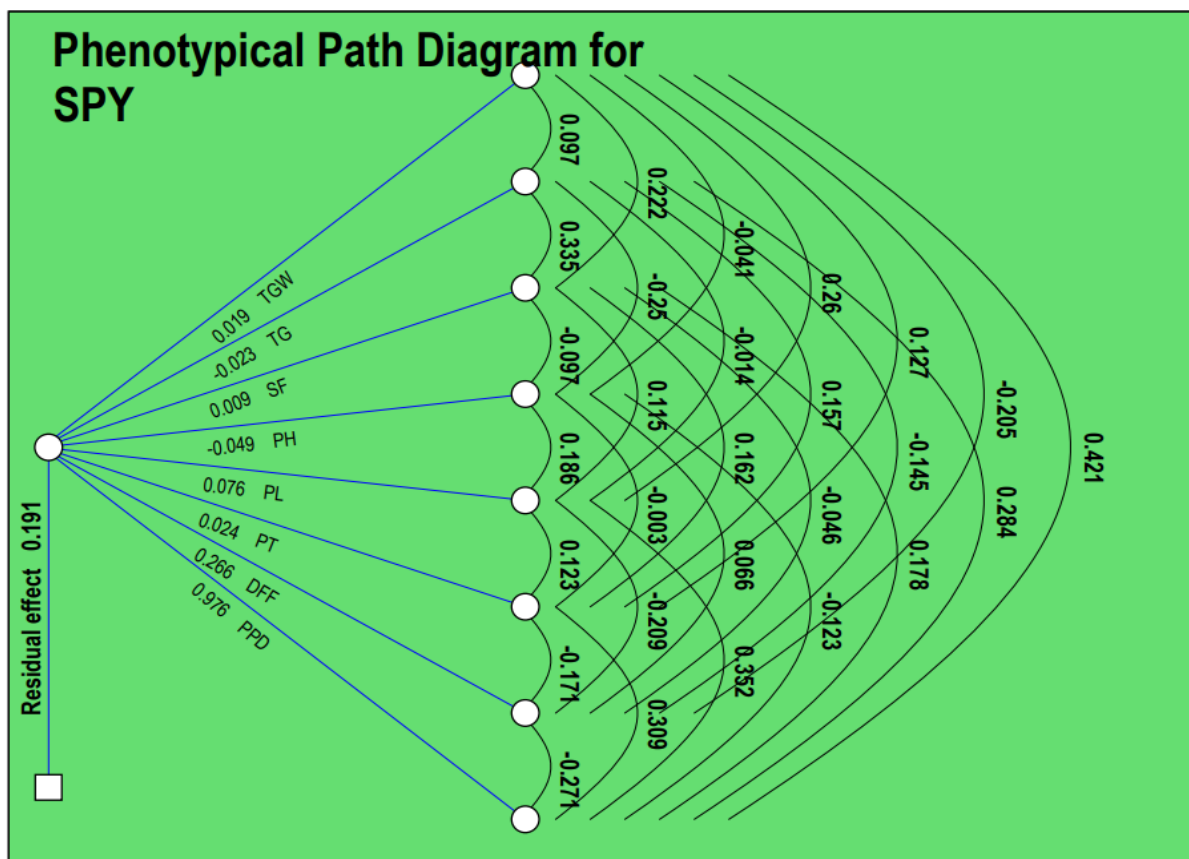 Phenotypical Path Diagram for
SPY
0.019 TGW
-0.023 TG
0.009 SF
-0.049 PH
0.076 PL
0.024 PT
0.266 DFF
0.976 PPD
Residual effect 0.191
0.097
0.335
-0.097
0.186
0.123
-0.171
-0.271
0.222
-0.25
0.115
-0.003
-0.209
0.309
-0.041
-0.014
0.162
0.066
0.352
0.26
0.157
-0.046
-0.123
0.127
-0.145
0.178
-0.205
0.284
0.421